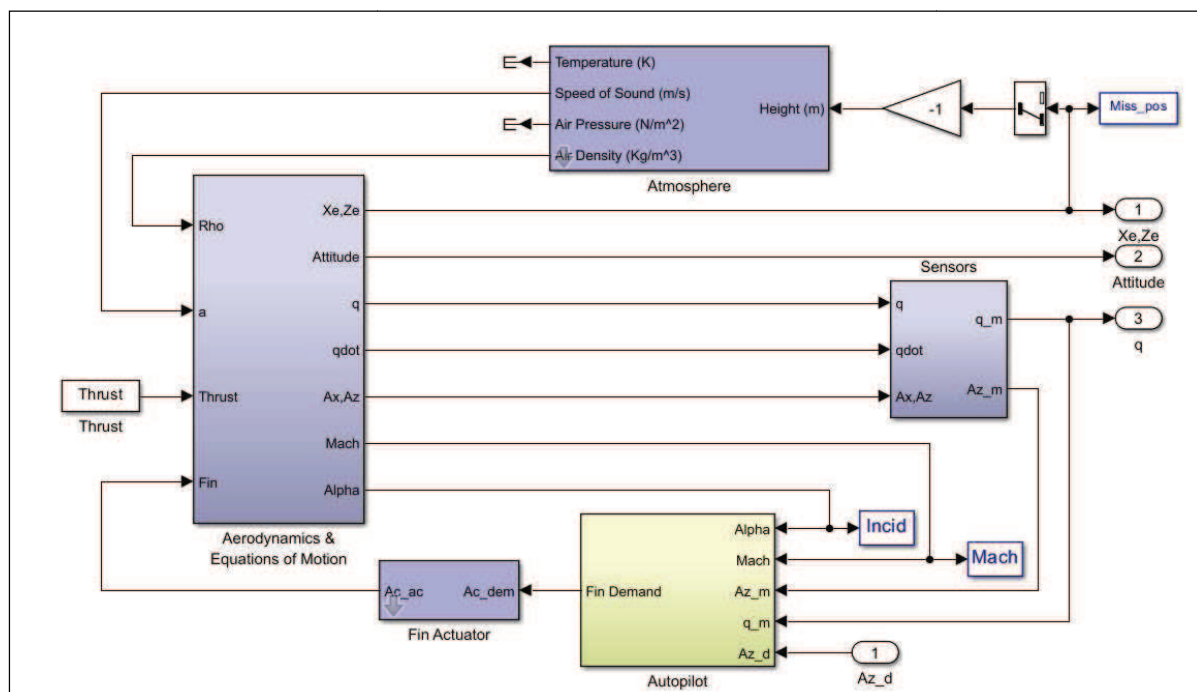 Temperature (K)
Speed of Sound (m/s)
Air Pressure (N/m^2)
Air Density (Kg/m^3)
Height (m)
Atmosphere
-1
Miss_pos
Rho
a
Thrust
Fin
Xe,Ze
Attitude
q
qdot
Ax,Az
Mach
Alpha
Aerodynamics &
Equations of Motion
Thrust
Thrust
1
Xe,Ze
2
Attitude
Sensors
q
qdot
Ax,Az
q_m
Az_m
3
q
Incid
Mach
Alpha
Mach
Az_m
q_m
Az_d
Fin Demand
Autopilot
Ac_ac
Ac_dem
Fin Actuator
1
Az_d